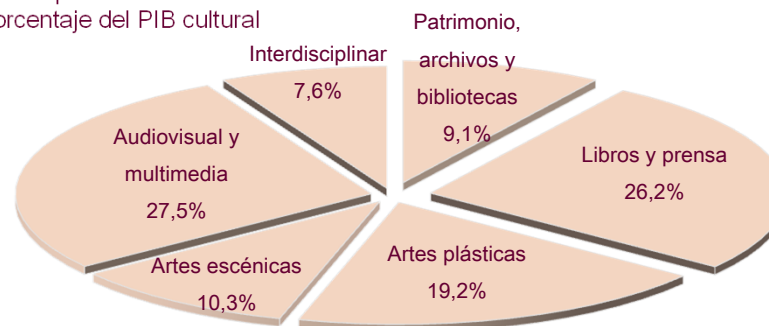 porcentaje del PIB cultural
Patrimonio,
archivos y
bibliotecas
9,1%
Interdisciplinar
7,6%
Libros y prensa
26,2%
Audiovisual y
multimedia
27,5%
Artes plásticas
19,2%
Artes escénicas
10,3%